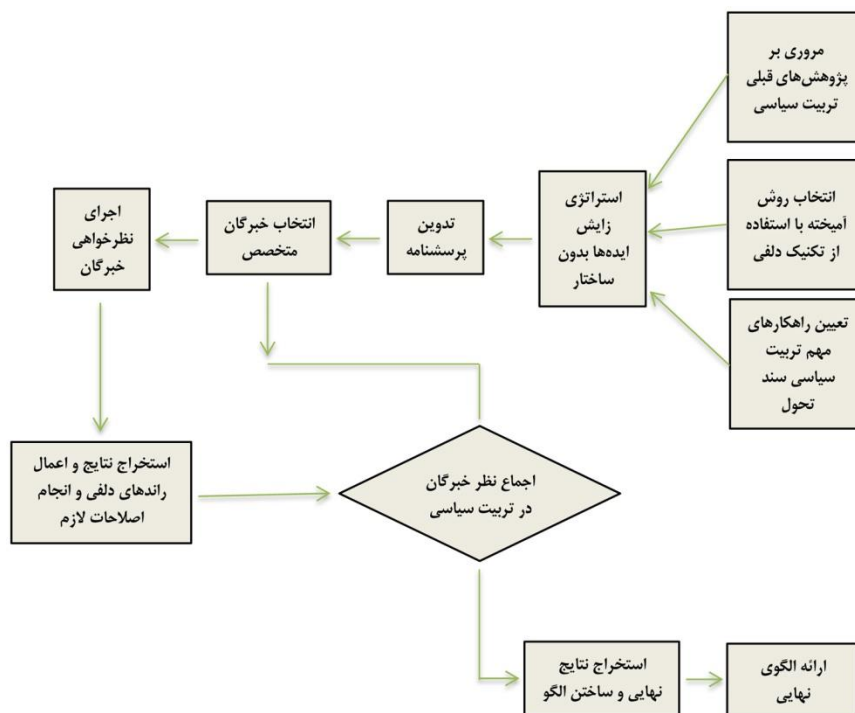 مروری بر
پژوهش‌های قبلی
تربیت سیاسی
انتخاب روش
آمیخته با استفاده
از تکنیک دلفی
تعیین راهکارهای
مهم تربیت
سیاسی سند
تحول
استراتژی
زایش
ایده‌ها بدون
ساختار
تدوین
پرسشنامه
انتخاب خبرگان
متخصص
اجرای
نظرخواهی
خبرگان
استخراج نتایج و اعمال
راندهای دلفی و انجام
اصلاحات لازم
اجماع نظر خبرگان
در تربیت سیاسی
استخراج نتایج
نهایی و ساختن الگو
ارائه الگوی
نهایی